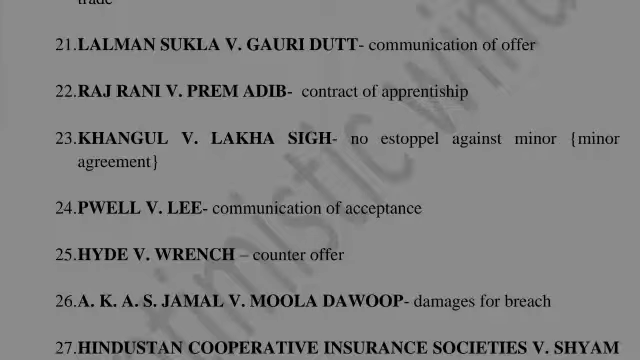 trade
21.LALMAN SUKLA V. GAURI DUTT- communication of offer
22.RAJ RANI V. PREM ADIB- contract of apprentiship
23.KHANGUL V. LAKHA SIGH- no estoppel against minor {minor
agreement}
24.PWELL V. LEE- communication of acceptance
25.HYDE V. WRENCH – counter offer
26.A. K. A. S. JAMAL V. MOOLA DAWOOP- damages for breach
27.HINDUSTAN COOPERATIVE INSURANCE SOCIETIES V. SHYAM